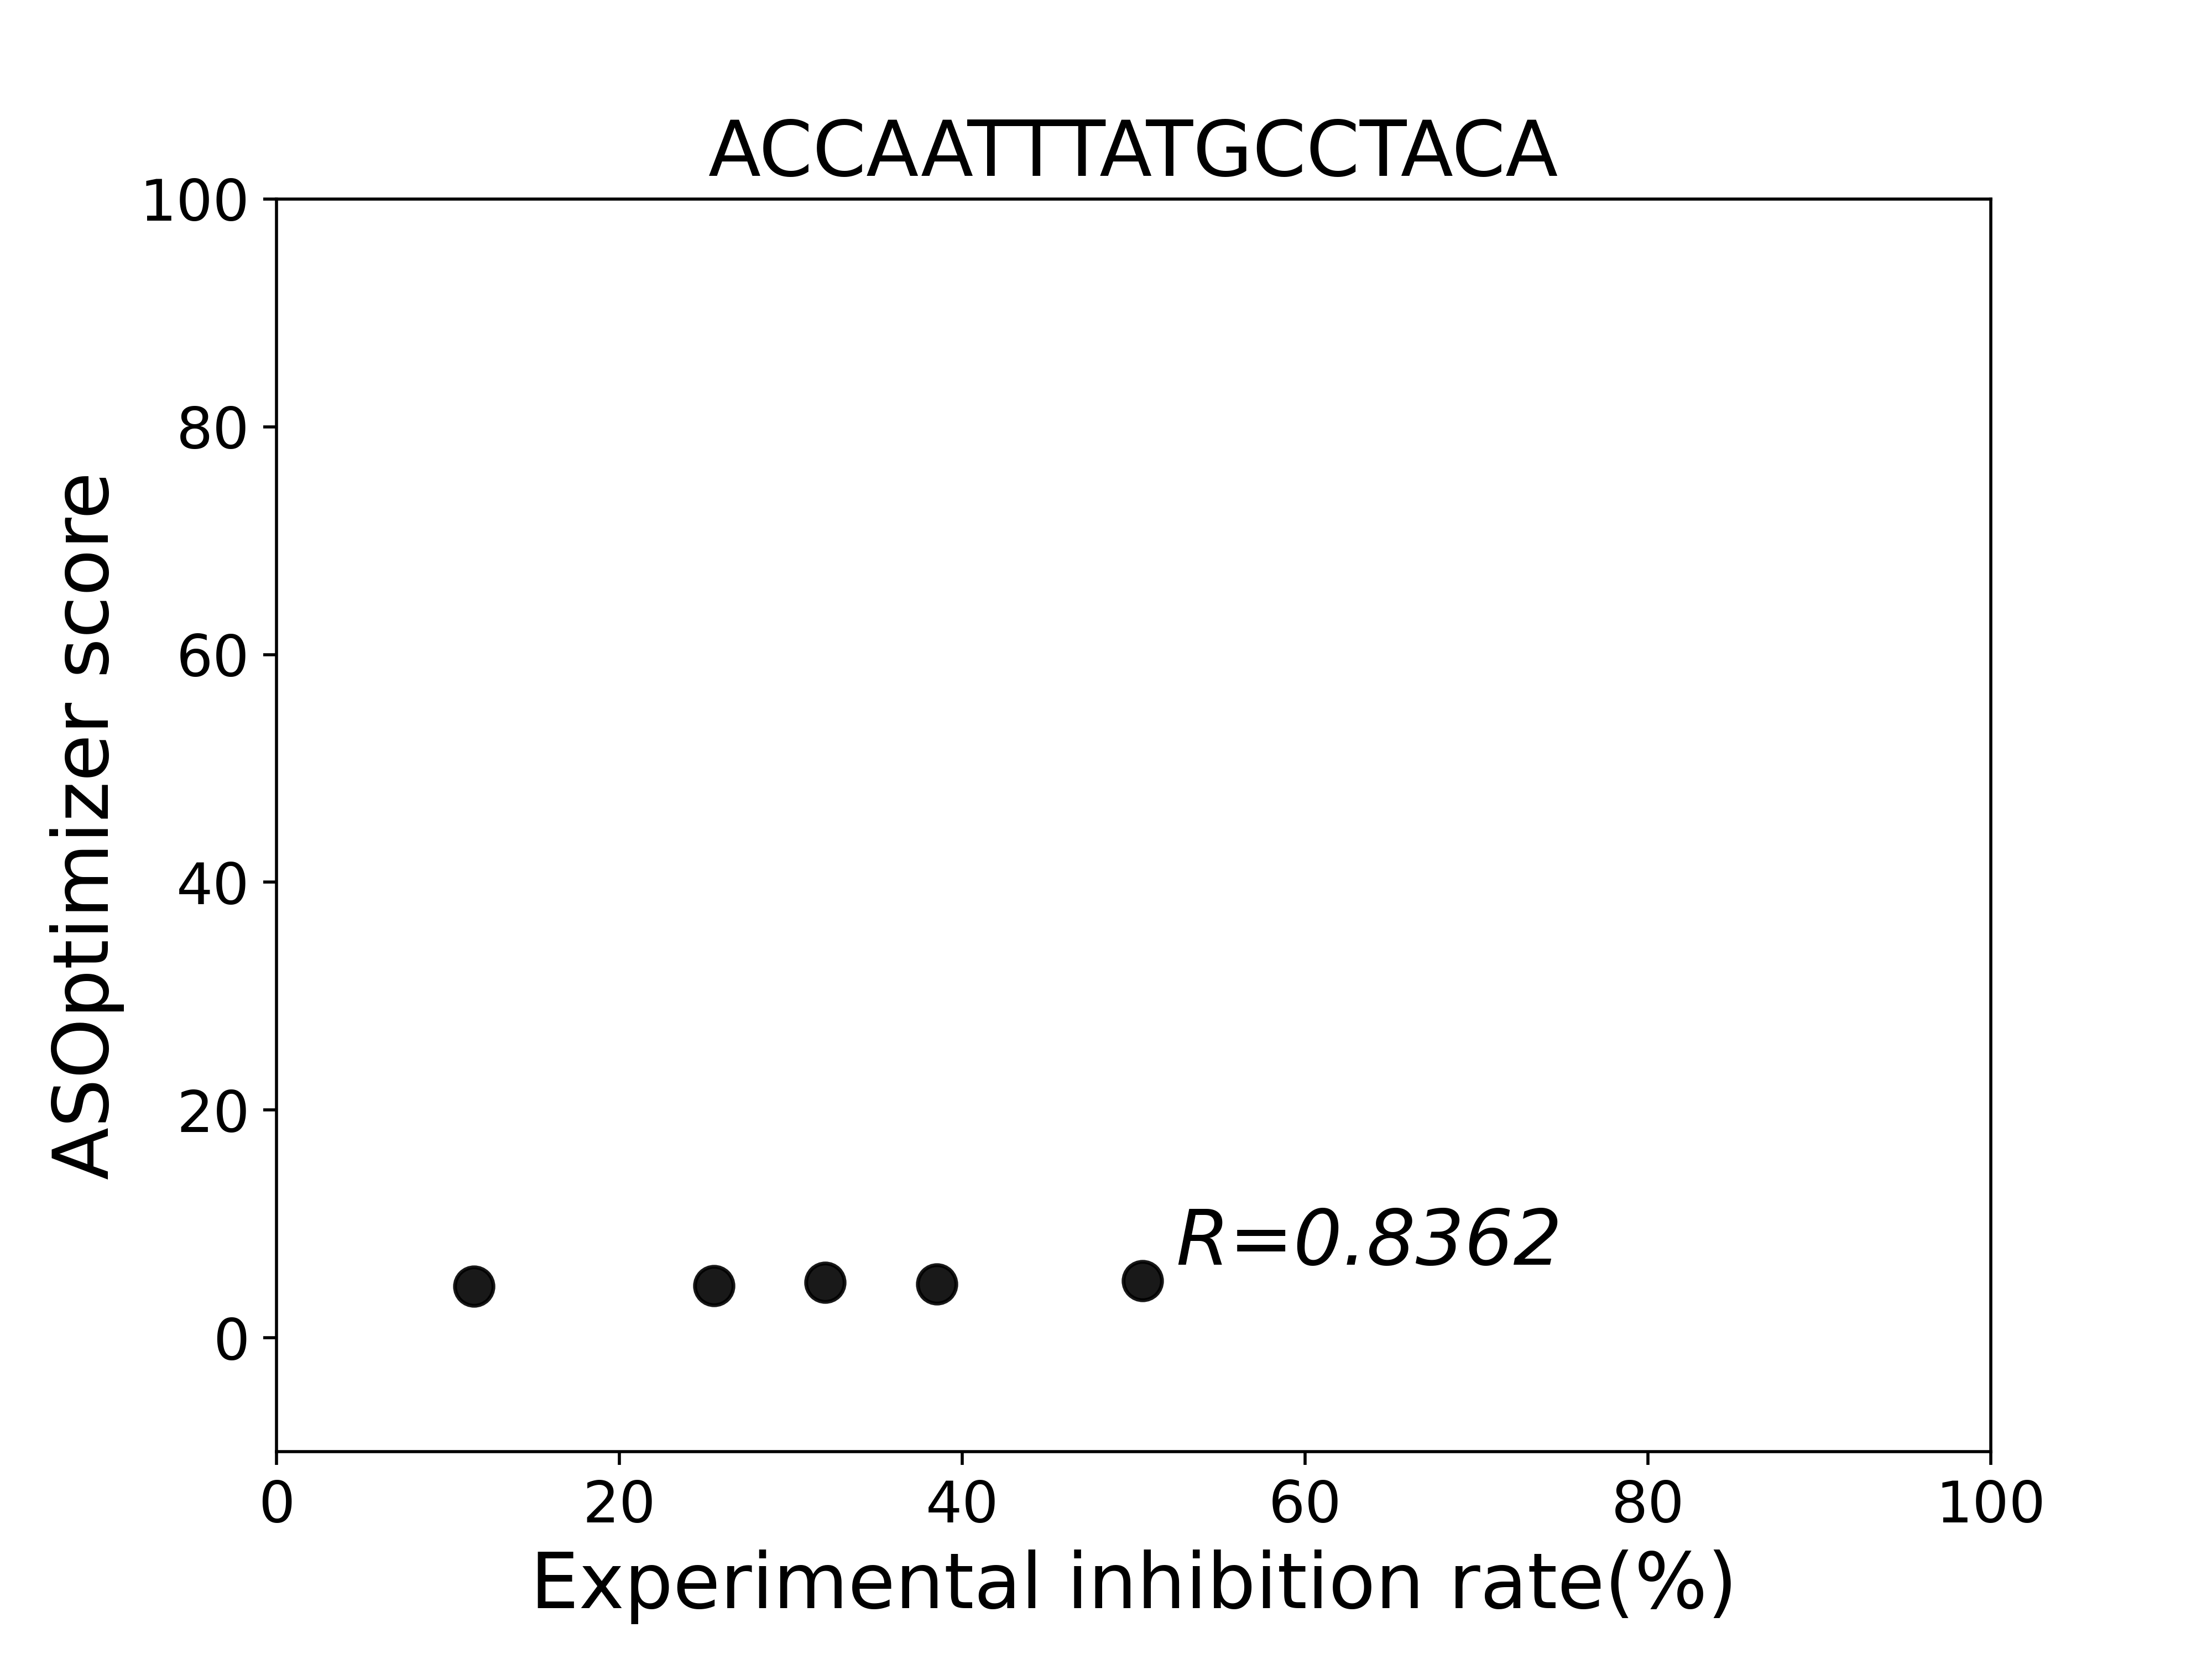 ACCAATTTATGCCTACA
100
80
60
40
20
0
ASOptimizer score
R=0.8362
0 20 40 60 80 100
Experimental inhibition rate(%)